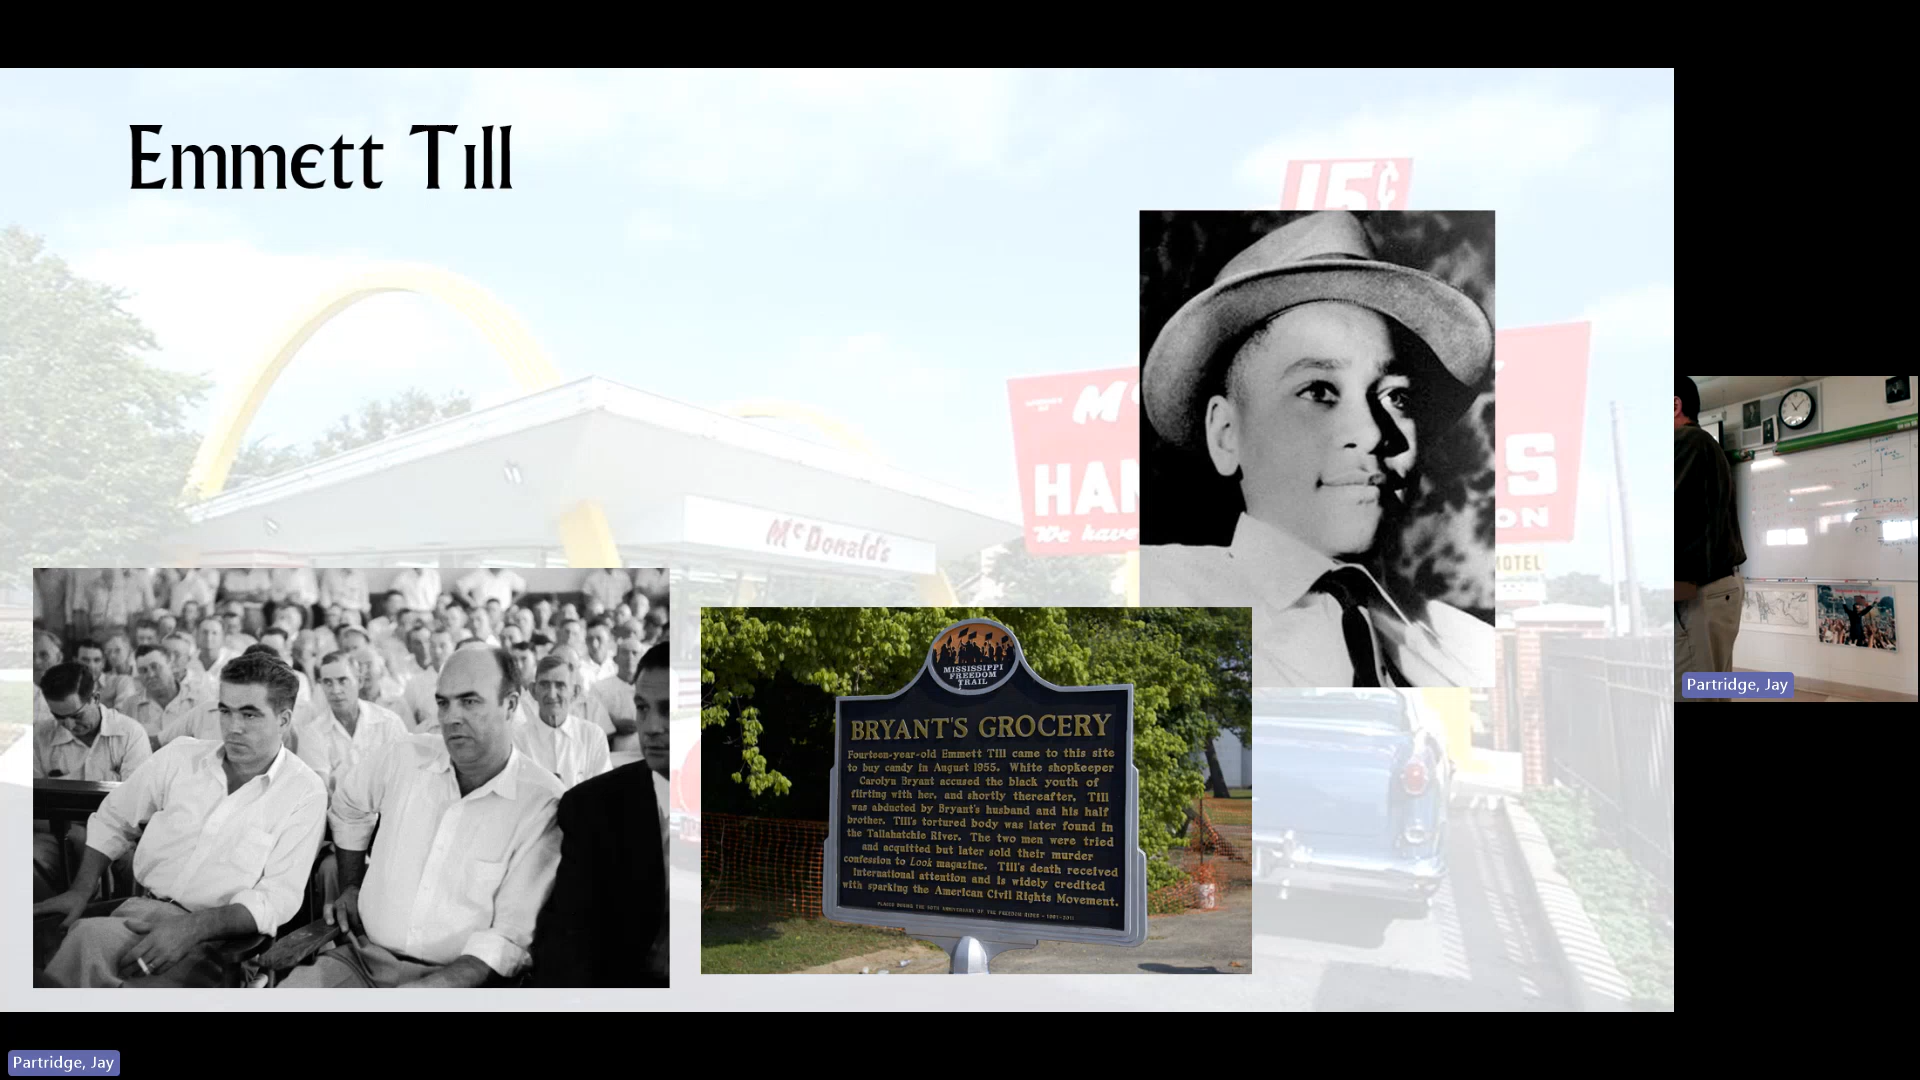 Emmett Till
15¢
Mc
HAM
We have
S
ON
MOTEL
McDonald's
MISSISSIPPI
FREEDOM
TRAIL
BRYANT'S GROCERY
Fourteen-year-old Emmett Till came to this site
to buy candy in August 1955. White shopkeeper
Carolyn Bryant accused the black youth of
flirting with her, and shortly thereafter, Till
was abducted by Bryant's husband and his half
brother. Till's tortured body was later found in
the Tallahatchie River. The two men were tried
and acquitted but later sold their murder
confession to Look magazine. Till's death received
international attention and is widely credited
with sparking the American Civil Rights Movement.
Partridge, Jay
Partridge, Jay